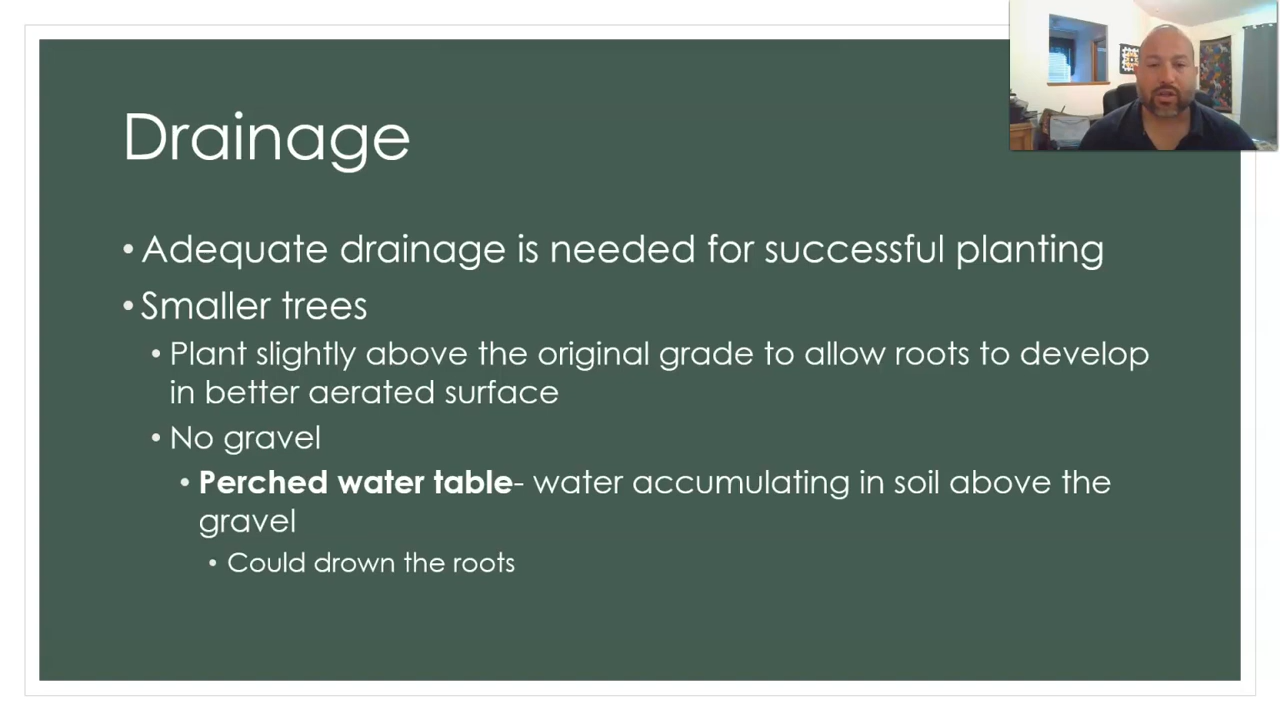 Drainage
• Adequate drainage is needed for successful planting
• Smaller trees
• Plant slightly above the original grade to allow roots to develop
in better aerated surface
• No gravel
• Perched water table- water accumulating in soil above the
gravel
• Could drown the roots